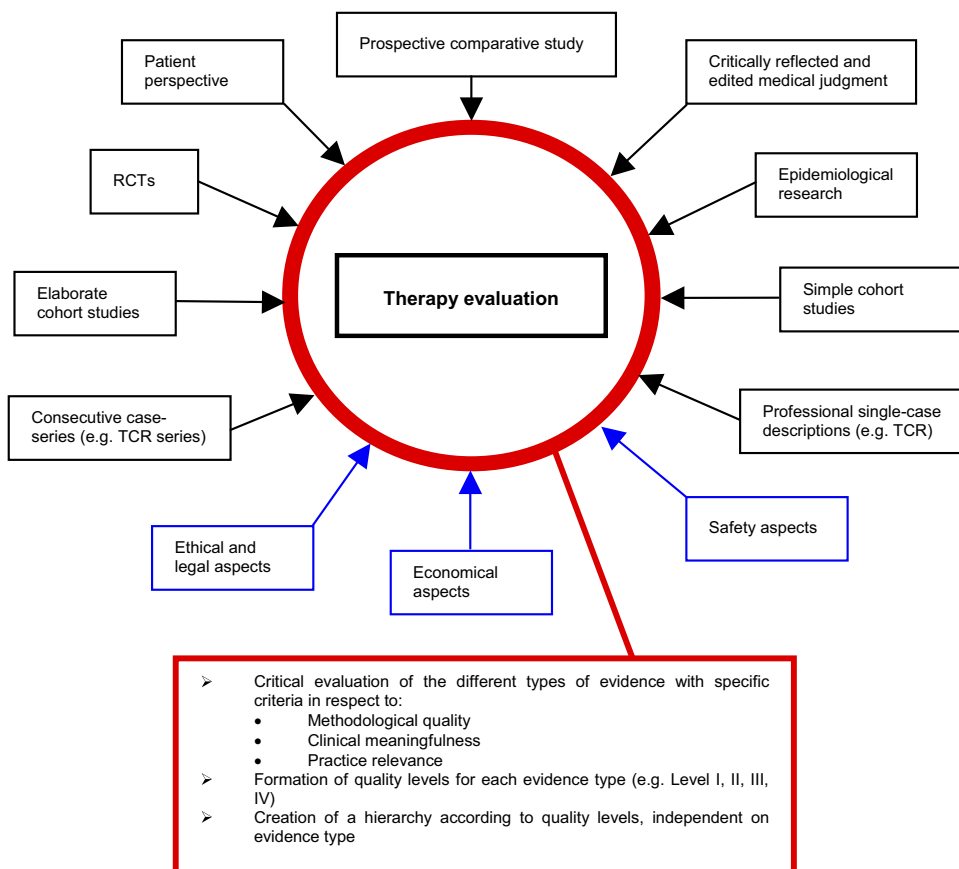 Prospective comparative study
Patient
perspective
Critically reflected and
edited medical judgment
RCTs
Epidemiological
research
Therapy evaluation
Elaborate
cohort studies
Simple cohort
studies
Consecutive case-
series (e.g. TCR series)
Professional single-case
descriptions (e.g. TCR)
Ethical and
legal aspects
Economical
aspects
Safety aspects
➢ Critical evaluation of the different types of evidence with specific
criteria in respect to:
• Methodological quality
• Clinical meaningfulness
• Practice relevance
➢ Formation of quality levels for each evidence type (e.g. Level I, II, III,
IV)
➢ Creation of a hierarchy according to quality levels, independent on
evidence type